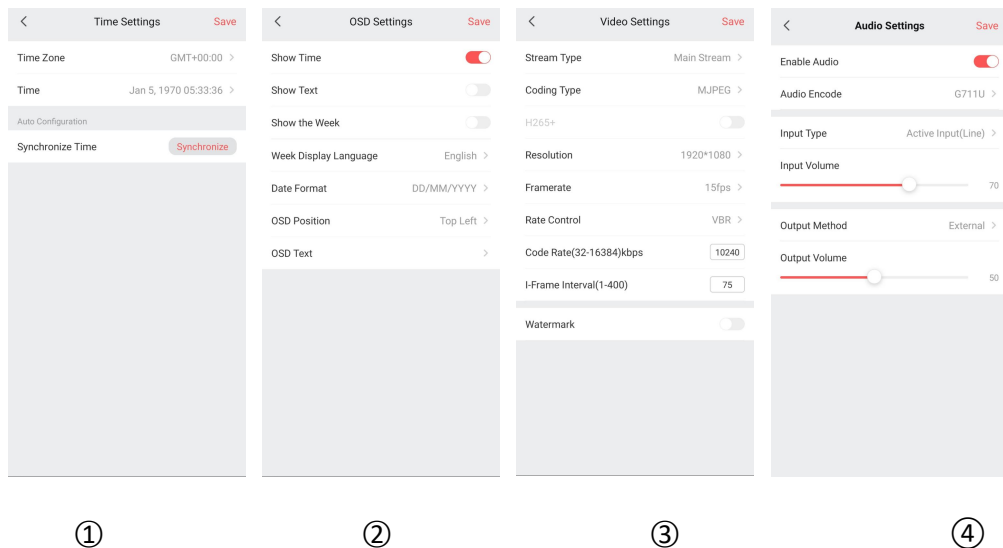 Time Settings Save
Time Zone GMT+00:00
Time Jan 5, 1970 05:33:36
Auto Configuration
Synchronize Time Synchronize
①
OSD Settings Save
Show Time
Show Text
Show the Week
Week Display Language English
Date Format DD/MM/YYYY
OSD Position Top Left
OSD Text
②
Video Settings Save
Stream Type Main Stream
Coding Type MJPEG
H265+
Resolution 1920*1080
Framerate 15fps
Rate Control VBR
Code Rate(32-16384)kbps 10240
I-Frame Interval(1-400) 75
Watermark
③
Audio Settings Save
Enable Audio
Audio Encode G711U
Input Type Active Input(Line)
Input Volume
70
Output Method External
Output Volume
50
④